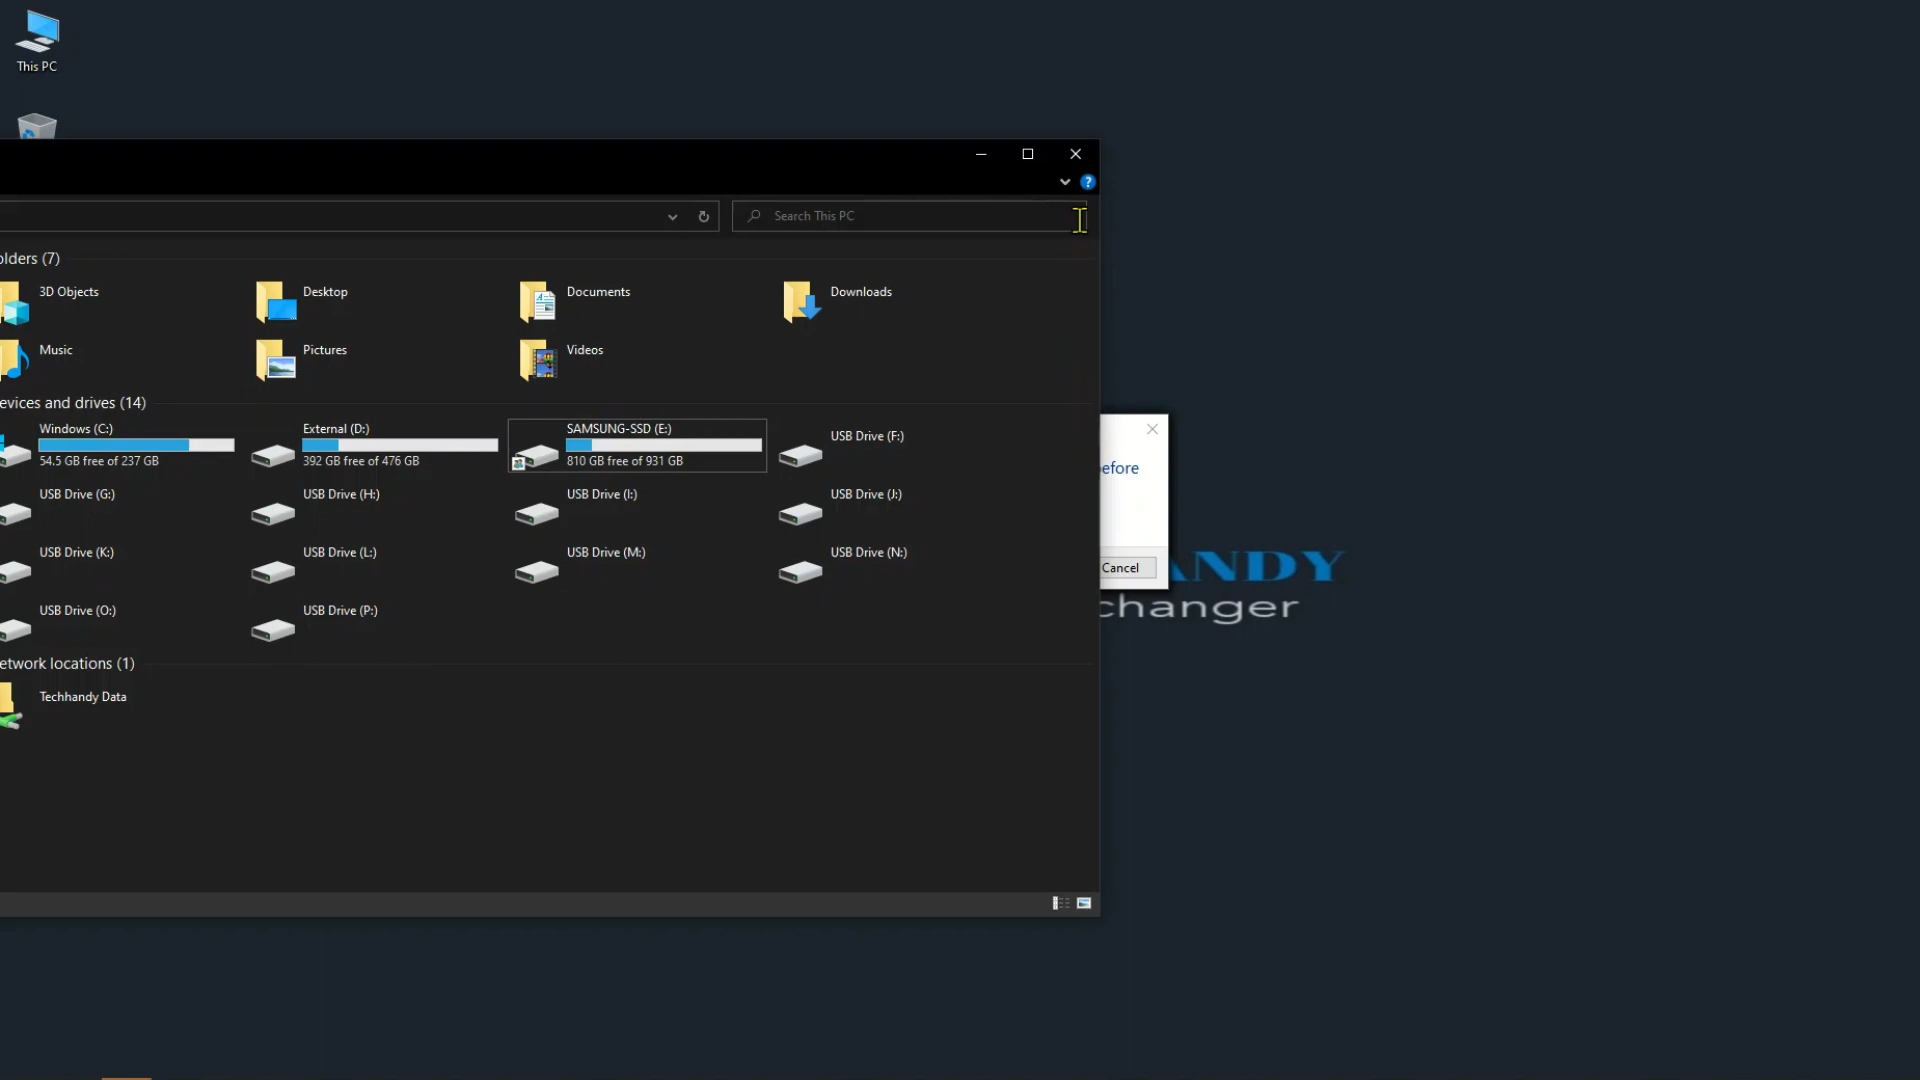 This PC
?
Search This PC
olders (7)
3D Objects
Desktop
Documents
Downloads
Music
Pictures
Videos
evices and drives (14)
Windows (C:)
54.5 GB free of 237 GB
External (D:)
392 GB free of 476 GB
SAMSUNG-SSD (E:)
810 GB free of 931 GB
USB Drive (F:)
USB Drive (G:)
USB Drive (H:)
USB Drive (I:)
USB Drive (J:)
USB Drive (K:)
USB Drive (L:)
USB Drive (M:)
USB Drive (N:)
USB Drive (O:)
USB Drive (P:)
etwork locations (1)
Techhandy Data
efore
Cancel
ANDY
changer